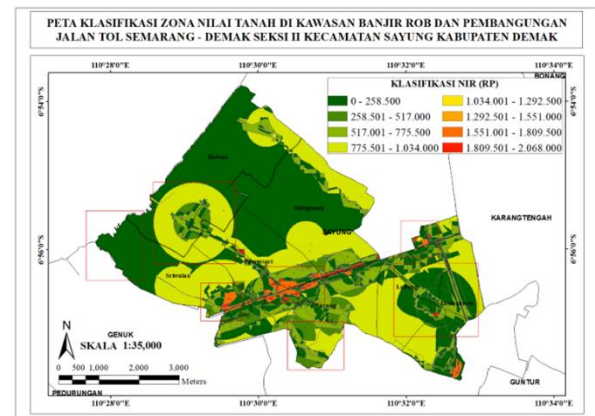 PETA KLASIFIKASI ZONA NILAI TANAH DI KAWASAN BANJIR ROB DAN PEMBANGUNGAN
JALAN TOL SEMARANG - DEMAK SEKSI II KECAMATAN SAYUNG KABUPATEN DEMAK
110°28'0"E 110°30'0"E 110°32'0"E 110°34'0"E
BONANG
KLASIFIKASI NIR (RP)
0 - 258.500 1.034.001 - 1.292.500
258.501 - 517.000 1.292.501 - 1.551.000
517.001 - 775.500 1.551.001 - 1.809.500
775.501 - 1.034.000 1.809.501 - 2.068.000
6°54'0"S 6°54'0"S
KARANGTENGAH
SAYUNG
6°56'0"S 6°56'0"S
Sriwulan
N
GENUK
SKALA 1:35,000
0 500 1,000 2,000 3,000
Meters
GUNTUR
PEDURUNGAN
110°28'0"E 110°30'0"E 110°32'0"E 110°34'0"E